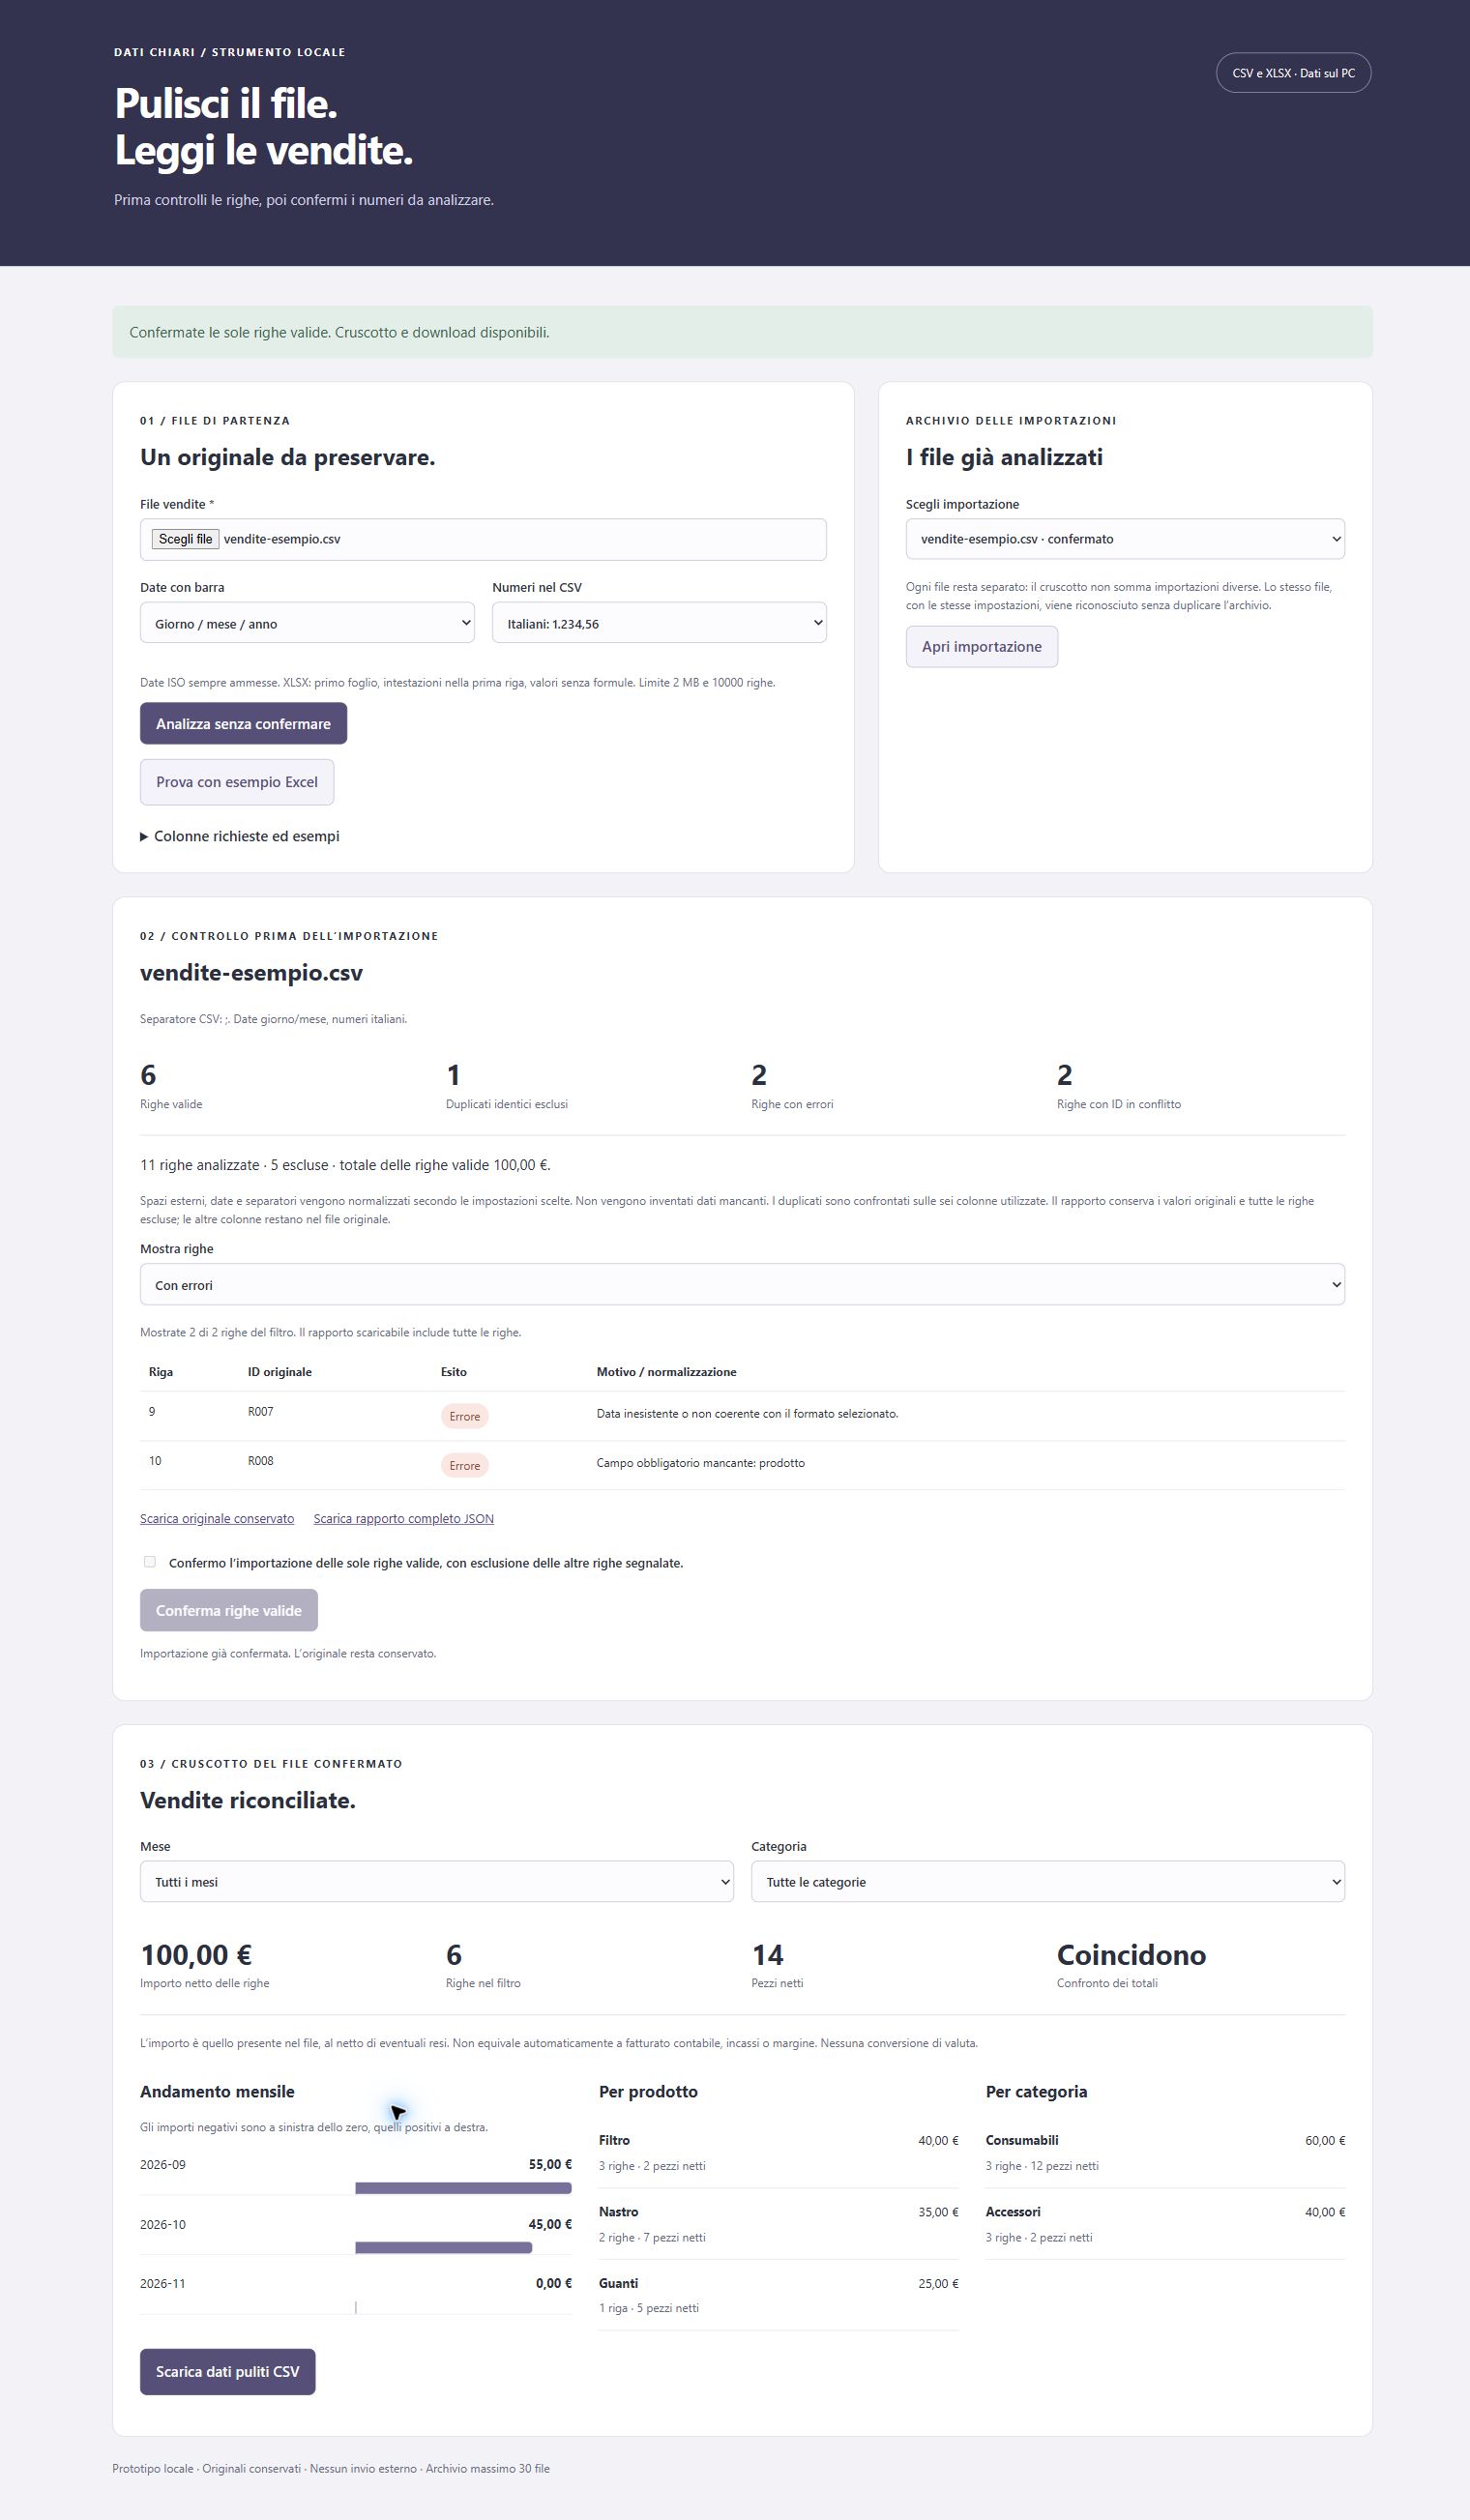 DATI CHIARI / STRUMENTO LOCALE
CSV e XLSX · Dati sul PC
Pulisci il file.
Leggi le vendite.
Prima controlli le righe, poi confermi i numeri da analizzare.
Confermate le sole righe valide. Cruscotto e download disponibili.
01 / FILE DI PARTENZA
Un originale da preservare.
File vendite *
Scegli file vendite-esempio.csv
Date con barra
Numeri nel CSV
Giorno / mese / anno
Italiani: 1.234,56
Date ISO sempre ammesse. XLSX: primo foglio, intestazioni nella prima riga, valori senza formule. Limite 2 MB e 10000 righe.
Analizza senza confermare
Prova con esempio Excel
Colonne richieste ed esempi
ARCHIVIO DELLE IMPORTAZIONI
I file già analizzati
Scegli importazione
vendite-esempio.csv · confermato
Ogni file resta separato: il cruscotto non somma importazioni diverse. Lo stesso file,
con le stesse impostazioni, viene riconosciuto senza duplicare l'archivio.
Apri importazione
02 / CONTROLLO PRIMA DELL'IMPORTAZIONE
vendite-esempio.csv
Separatore CSV: ;. Date giorno/mese, numeri italiani.
6
Righe valide
1
Duplicati identici esclusi
2
Righe con errori
2
Righe con ID in conflitto
11 righe analizzate · 5 escluse · totale delle righe valide 100,00 €.
Spazi esterni, date e separatori vengono normalizzati secondo le impostazioni scelte. Non vengono inventati dati mancanti. I duplicati sono confrontati sulle sei colonne utilizzate. Il rapporto conserva i valori originali e tutte le righe
escluse; le altre colonne restano nel file originale.
Mostra righe
Con errori
Mostrate 2 di 2 righe del filtro. Il rapporto scaricabile include tutte le righe.
Riga ID originale Esito Motivo / normalizzazione
9 R007 Errore Data inesistente o non coerente con il formato selezionato.
10 R008 Errore Campo obbligatorio mancante: prodotto
Scarica originale conservato Scarica rapporto completo JSON
Confermo l'importazione delle sole righe valide, con esclusione delle altre righe segnalate.
Conferma righe valide
Importazione già confermata. L'originale resta conservato.
03 / CRUSCOTTO DEL FILE CONFERMATO
Vendite riconciliate.
Mese
Categoria
Tutti i mesi
Tutte le categorie
100,00 €
Importo netto delle righe
6
Righe nel filtro
14
Pezzi netti
Coincidono
Confronto dei totali
L'importo è quello presente nel file, al netto di eventuali resi. Non equivale automaticamente a fatturato contabile, incassi o margine. Nessuna conversione di valuta.
Andamento mensile
Gli importi negativi sono a sinistra dello zero, quelli positivi a destra.
2026-09 55,00 €
2026-10 45,00 €
2026-11 0,00 €
Per prodotto
Filtro 40,00 €
3 righe · 2 pezzi netti
Nastro 35,00 €
2 righe · 7 pezzi netti
Guanti 25,00 €
1 riga · 5 pezzi netti
Per categoria
Consumabili 60,00 €
3 righe · 12 pezzi netti
Accessori 40,00 €
3 righe · 2 pezzi netti
Scarica dati puliti CSV
Prototipo locale · Originali conservati · Nessun invio esterno · Archivio massimo 30 file